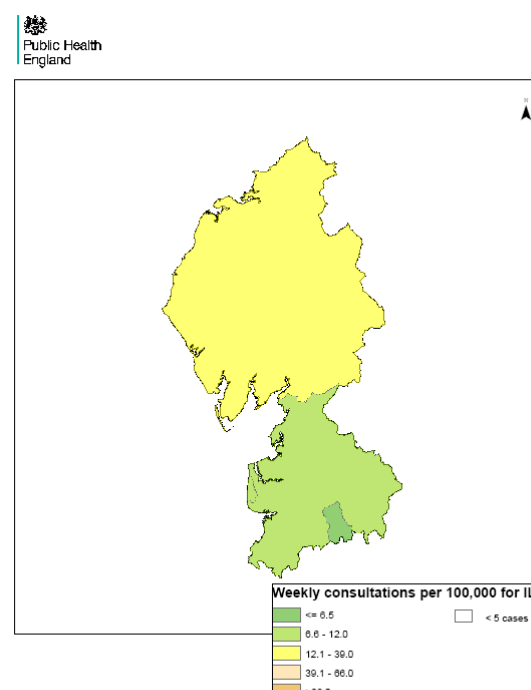 Public Health
England
Weekly consultations per 100,000 for
<= 6.5
< 5 cases
6.6 - 12.0
12.1 - 39.0
39.1 - 66.0